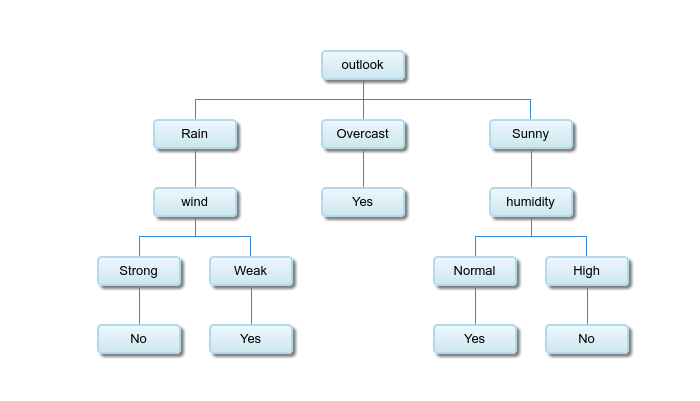 outlook
Rain Overcast Sunny
wind Yes humidity
Strong Weak Normal High
No Yes Yes No